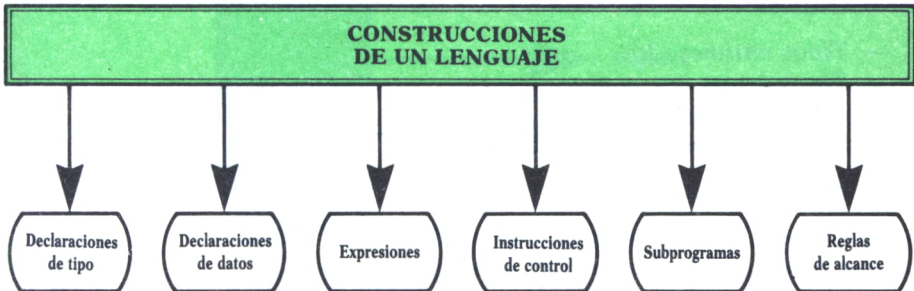 CONSTRUCCIONES
DE UN LENGUAJE
Declaraciones
de tipo
Declaraciones
de datos
Expresiones
Instrucciones
de control
Subprogramas
Reglas
de alcance